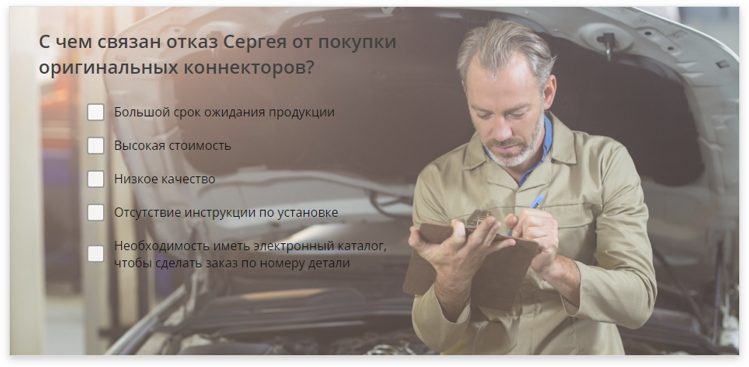 С чем связан отказ Сергея от покупки
оригинальных коннекторов?
Большой срок ожидания продукции
Высокая стоимость
Низкое качество
Отсутствие инструкции по установке
Необходимость иметь электронный каталог,
чтобы сделать заказ по номеру детали